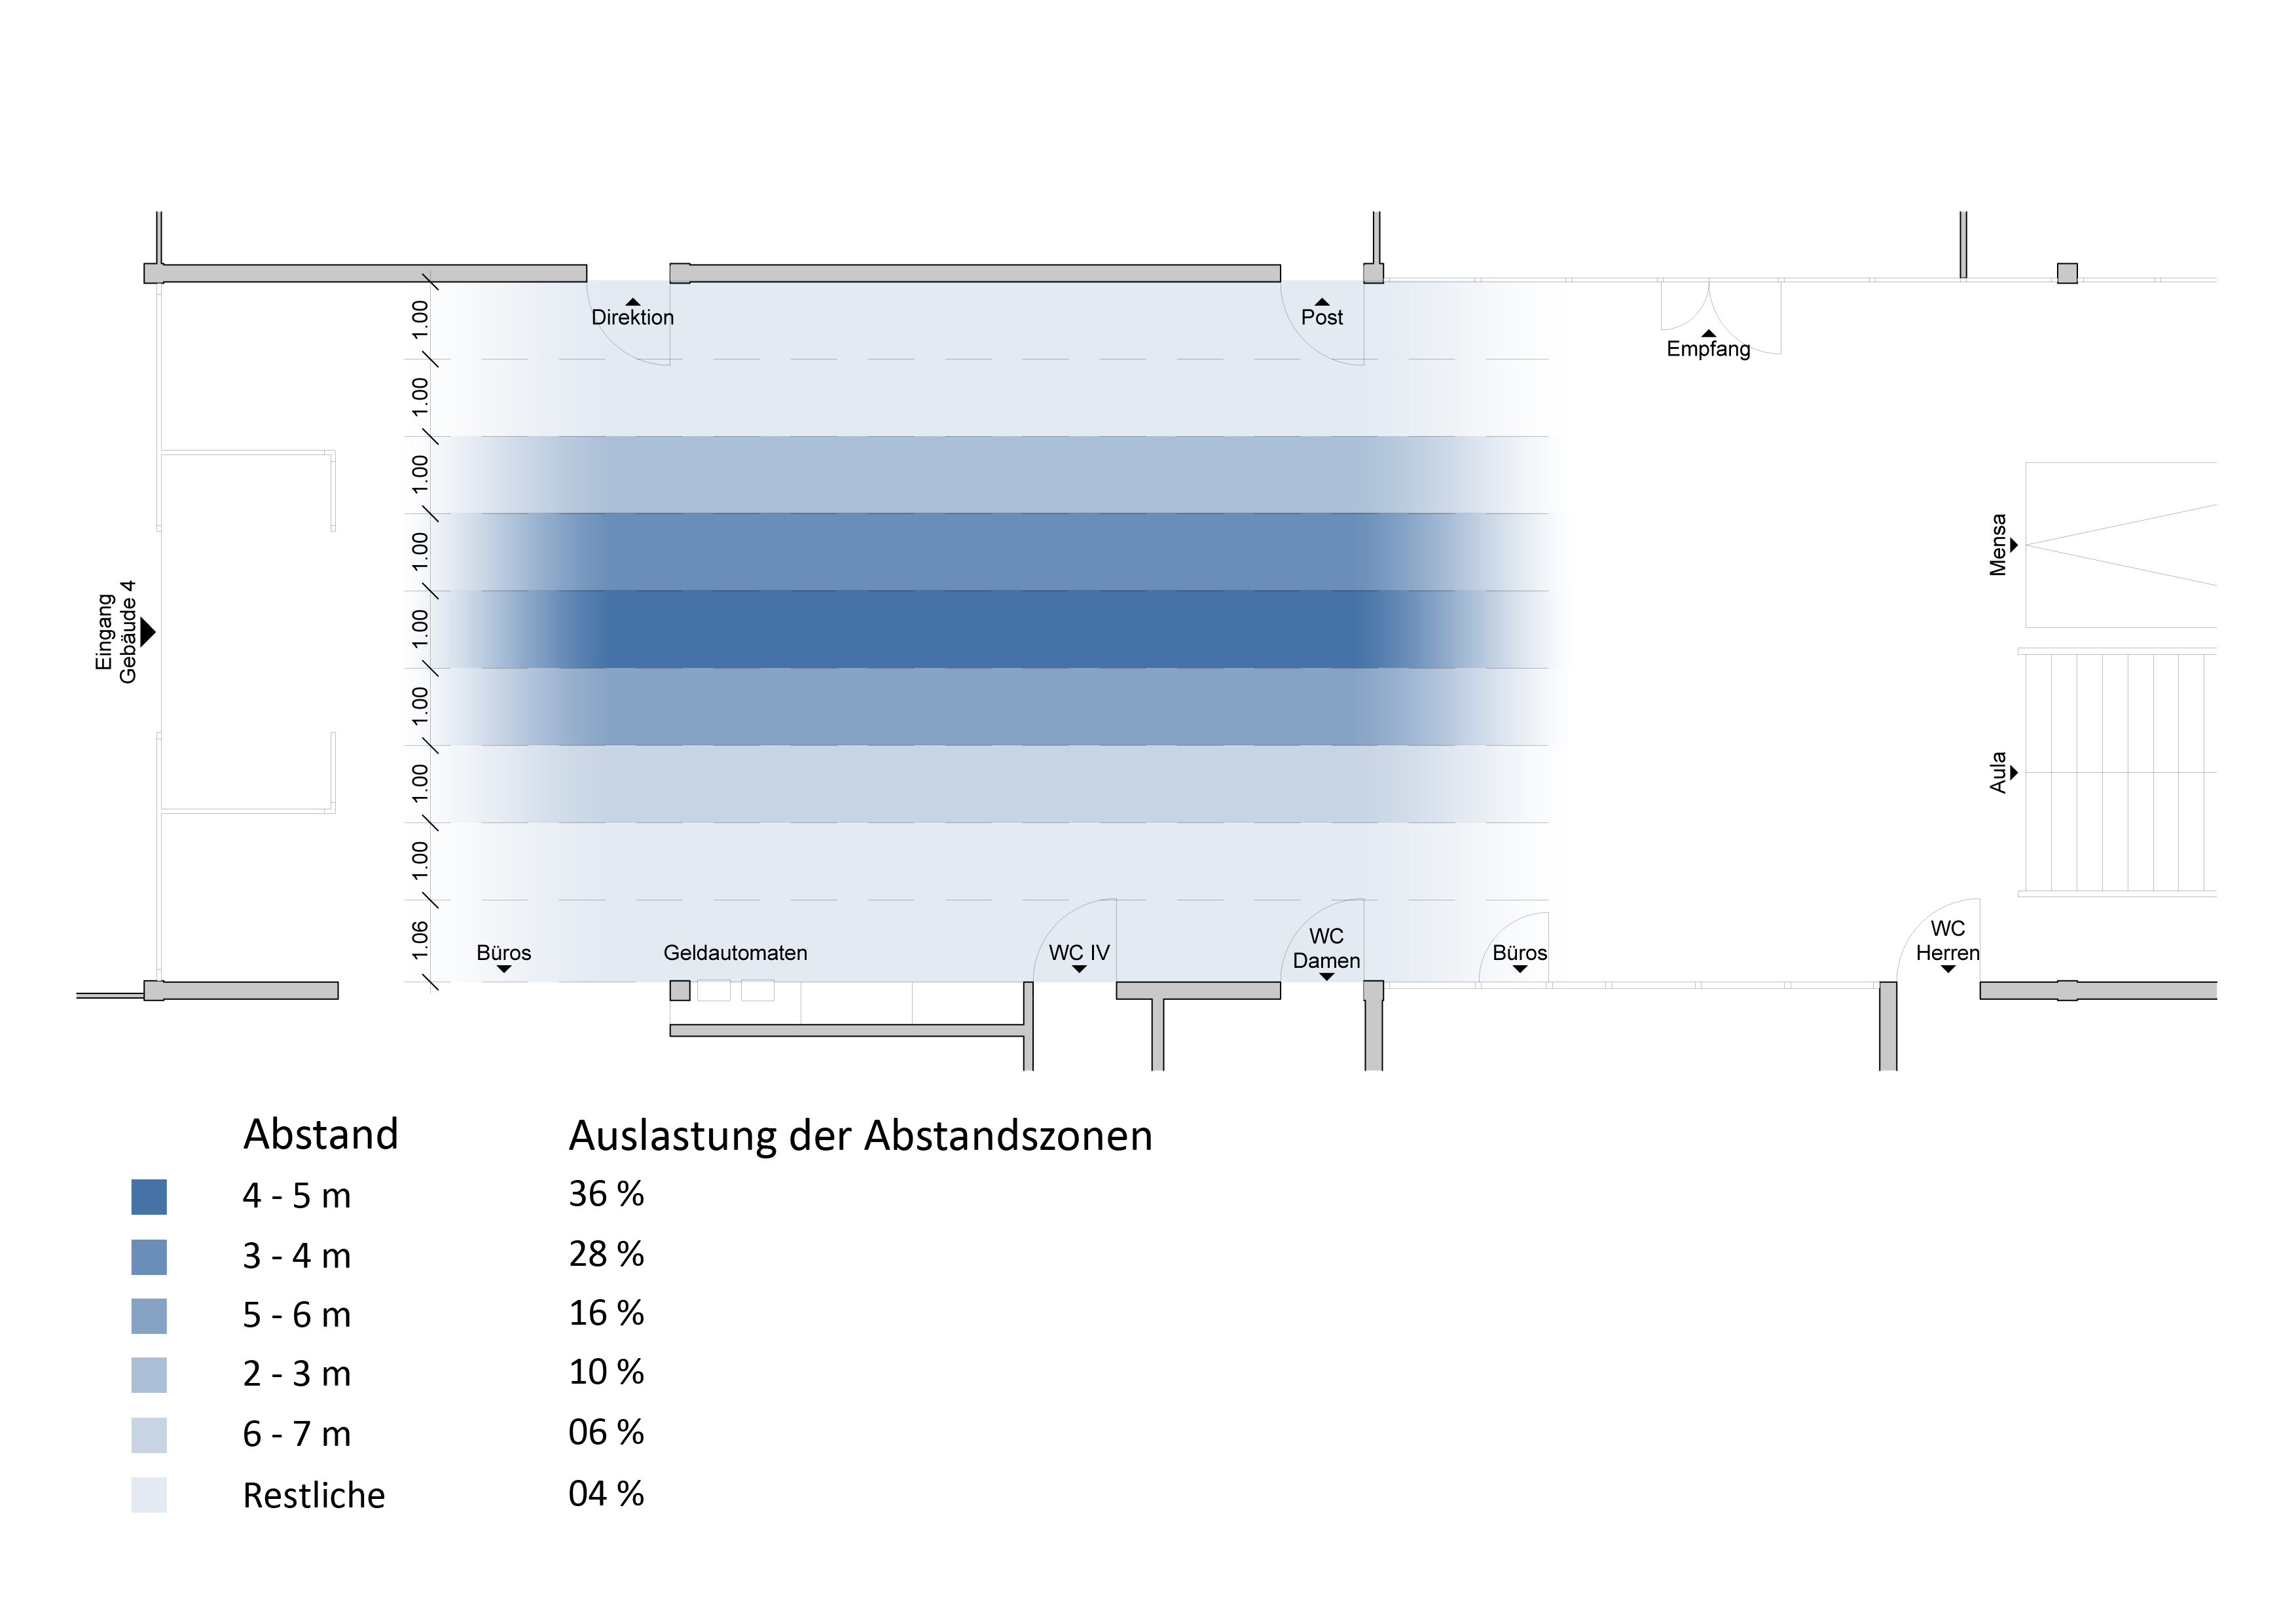 1.00
Direktion
Post
Empfang
1.00
1.00
1.00
Mensa
Eingang
Gebäude 4
1.00
1.00
1.00
Aula
1.00
1.06
Büros
Geldautomaten
WC IV
WC
Damen
Büros
WC
Herren
Abstand Auslastung der Abstandszonen
4 - 5 m 36 %
3 - 4 m 28 %
5 - 6 m 16 %
2 - 3 m 10 %
6 - 7 m 06 %
Restliche 04 %